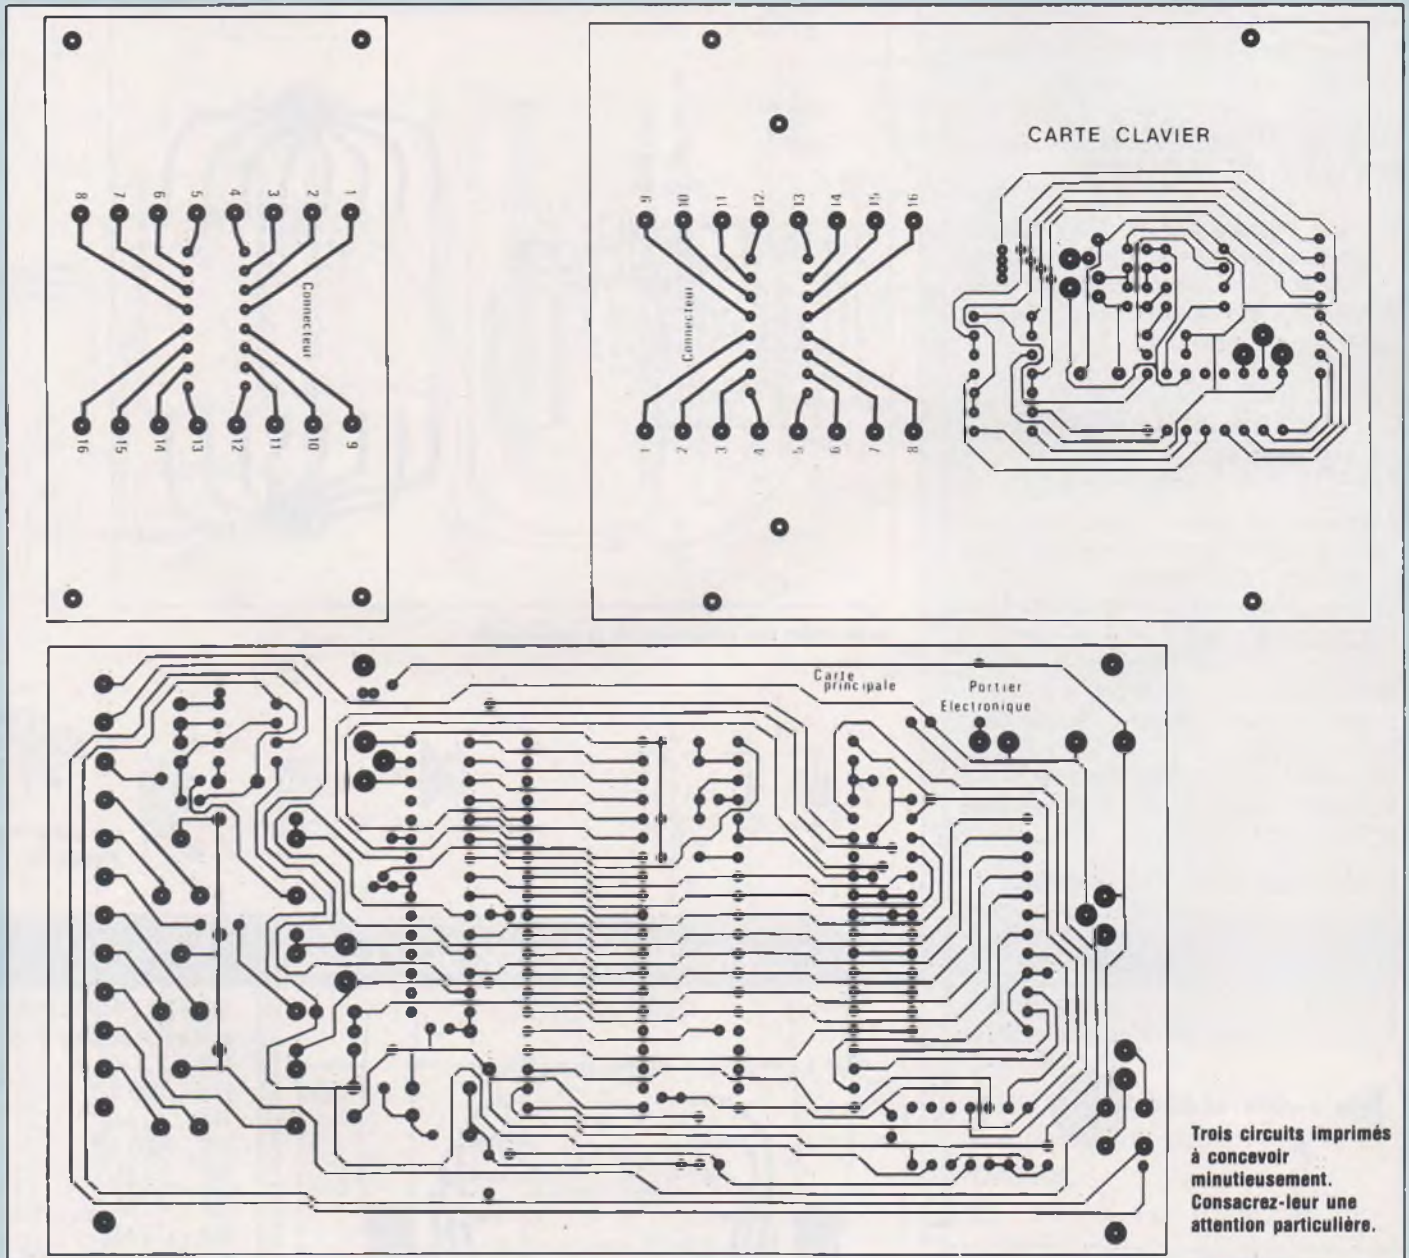 8 7 6 5 4 3 2 1
Connecteur
16 15 14 13 12 11 10 9
CARTE CLAVIER
9 10 11 12 13 14 15 16
Connecteur
1 2 3 4 5 6 7 8
Carte
principale
Portier
Electronique
Trois circuits imprimés
à concevoir
minutieusement.
Consacrez-leur une
attention particulière.